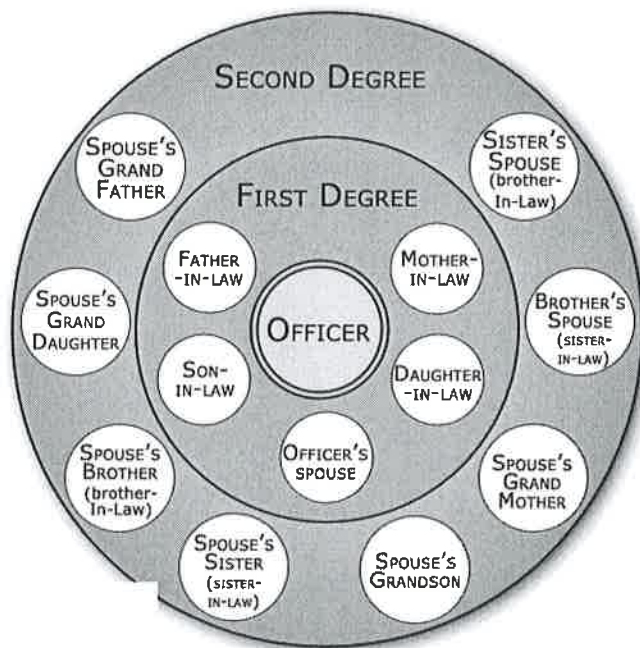 SECOND DEGREE
SPOUSE'S
GRAND
FATHER
SISTER'S
SPOUSE
(brother-
In-Law)
FIRST DEGREE
FATHER
-IN-LAW
MOTHER-
IN-LAW
SPOUSE'S
GRAND
DAUGHTER
OFFICER
BROTHER'S
SPOUSE
(SISTER-
IN-LAW)
SON-
IN-LAW
DAUGHTER
-IN-LAW
SPOUSE'S
BROTHER
(brother-
In-Law)
OFFICER'S
SPOUSE
SPOUSE'S
GRAND
MOTHER
SPOUSE'S
SISTER
(SISTER-
IN-LAW)
SPOUSE'S
GRANDSON